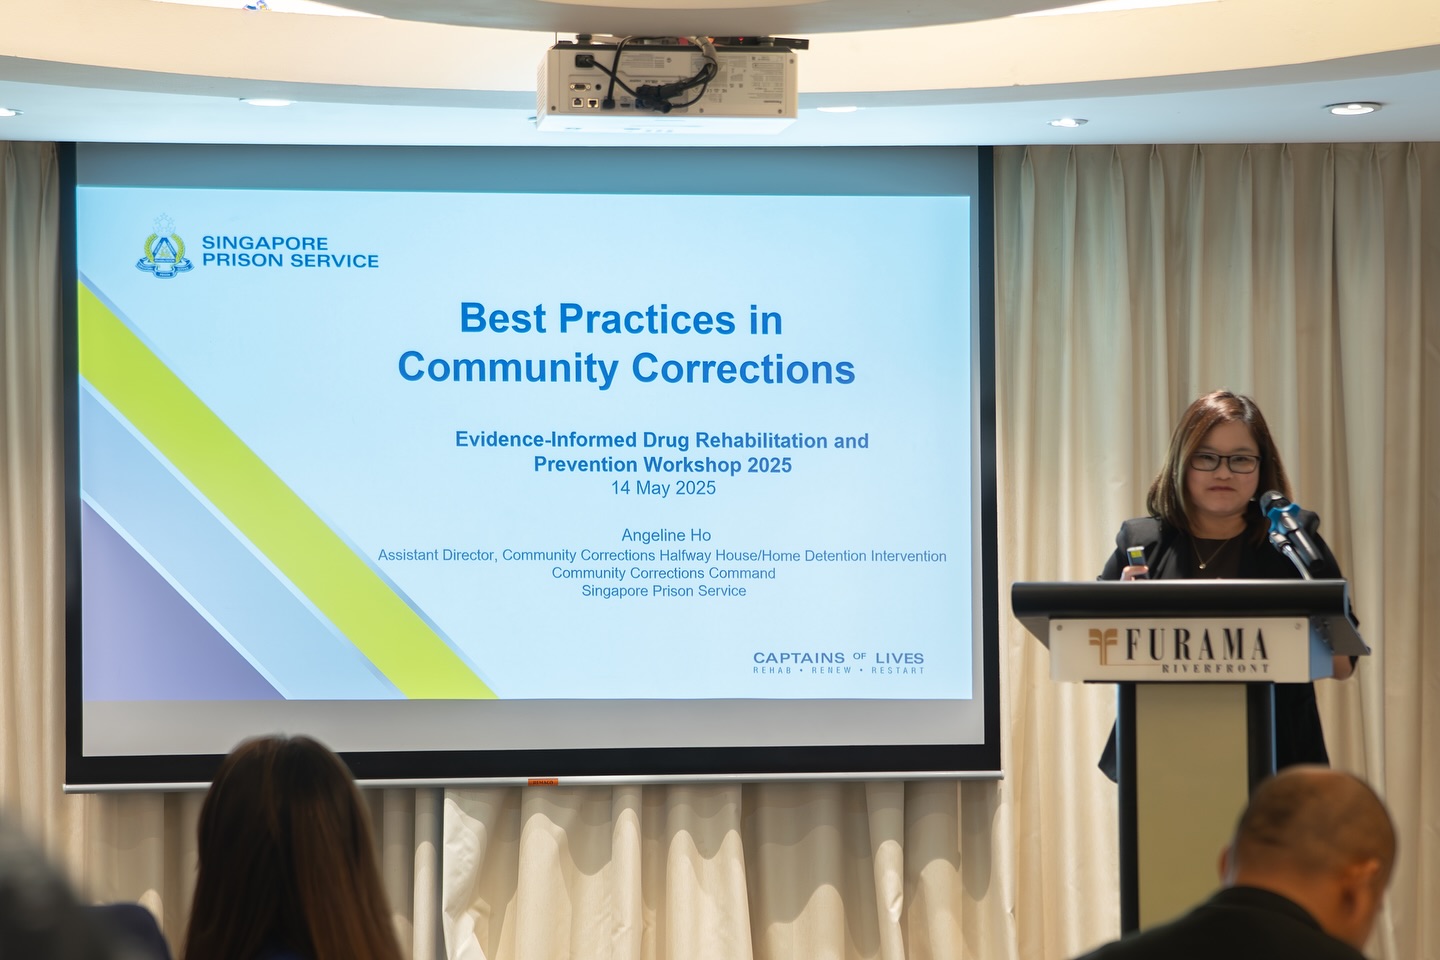 SINGAPORE
PRISON SERVICE
Best Practices in
Community Corrections
Evidence-Informed Drug Rehabilitation and
Prevention Workshop 2025
14 May 2025
Angeline Ho
Assistant Director, Community Corrections Halfway House/Home Detention Intervention
Community Corrections Command
Singapore Prison Service
CAPTAINS OF LIVES
REHAB • RENEW • RESTART
FURAMA
RIVERFRONT